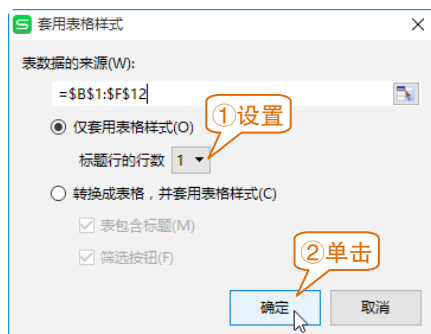 S 套用表格样式
表数据的来源(W):
=$B$1:$F$12
①设置
仅套用表格样式(O)
标题行的行数 1
转换成表格，并套用表格样式(C)
表包含标题(M)
②单击
筛选按钮(F)
确定 取消